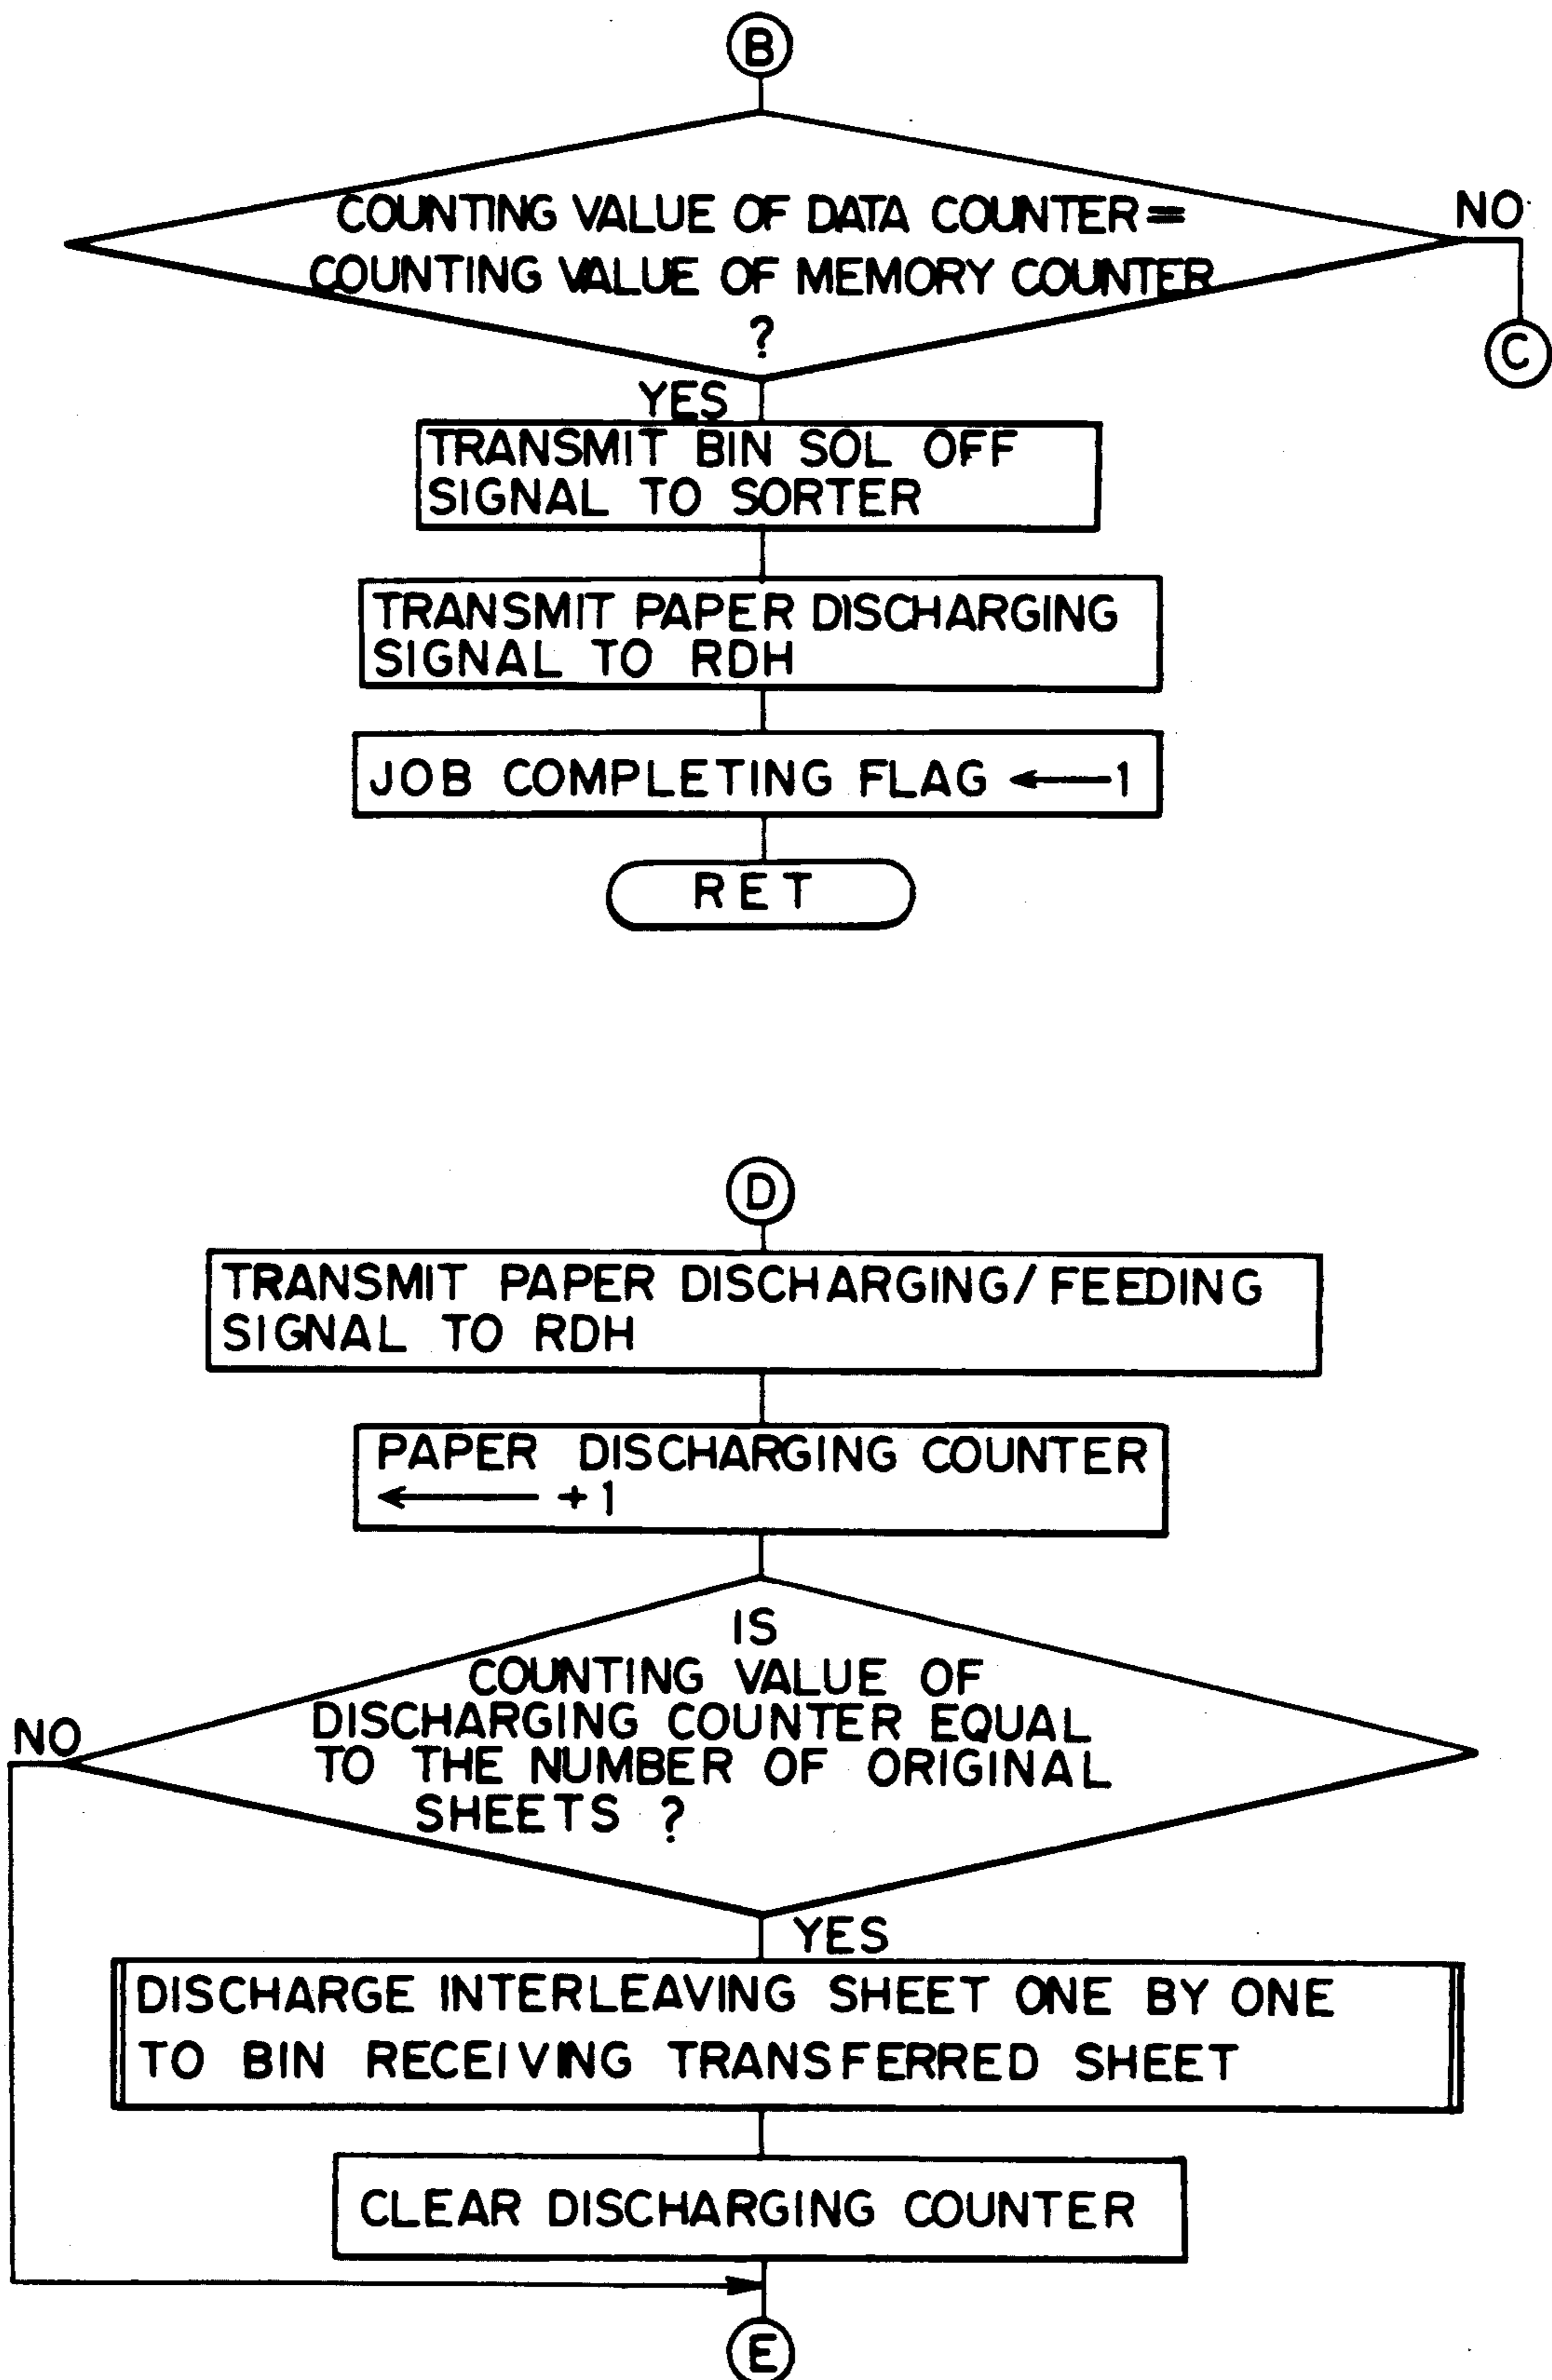 B
COUNTING VALUE OF DATA COUNTER=
COUNTING VALUE OF MEMORY COUNTER
?
NO
C
YES
TRANSMIT BIN SOL OFF
SIGNAL TO SORTER
TRANSMIT PAPER DISCHARGING
SIGNAL TO RDH
JOB COMPLETING FLAG ←1
RET
D
TRANSMIT PAPER DISCHARGING/FEEDING
SIGNAL TO RDH
PAPER DISCHARGING COUNTER
← +1
IS
COUNTING VALUE OF
DISCHARGING COUNTER EQUAL
TO THE NUMBER OF ORIGINAL
SHEETS ?
NO
YES
DISCHARGE INTERLEAVING SHEET ONE BY ONE
TO BIN RECEIVING TRANSFERRED SHEET
CLEAR DISCHARGING COUNTER
E